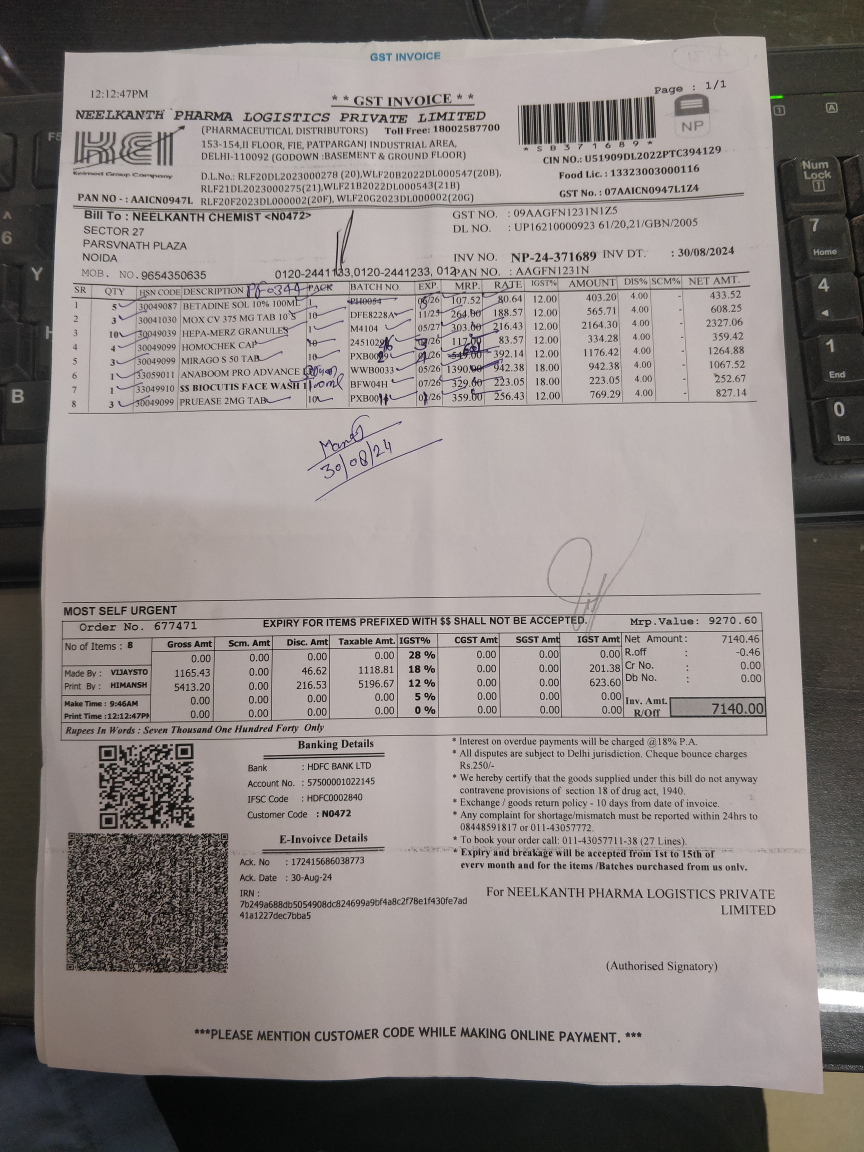 GST INVOICE
12:12:47PM
* * GST INVOICE * *
Page : 1/1
NEELKANTH PHARMA LOGISTICS PRIVATE LIMITED
(PHARMACEUTICAL DISTRIBUTORS) Toll Free: 18002587700
153-154,II FLOOR, FIE, PATPARGANJ INDUSTRIAL AREA,
DELHI-110092 (GODOWN :BASEMENT & GROUND FLOOR)
KEI
Keimed Group Company
NP
* S B 3 7 1 6 8 9 *
CIN NO.: U51909DL2022PTC394129
Food Lic. : 13323003000116
GST No. : 07AAICN0947L1Z4
D.L.No.: RLF20DL2023000278 (20),WLF20B2022DL000547(20B),
RLF21DL2023000275(21),WLF21B2022DL000543(21B)
PAN NO - : AAICN0947L RLF20F2023DL000002(20F), WLF20G2023DL000002(20G)
Bill To : NEELKANTH CHEMIST <N0472>
SECTOR 27
PARSVNATH PLAZA
NOIDA
MOB. NO. 9654350635 0120-2441133,0120-2441233, 012
GST NO. : 09AAGFN1231N1Z5
DL NO. : UP16210000923 61/20,21/GBN/2005
INV NO. NP-24-371689 INV DT. : 30/08/2024
PAN NO. : AAGFN1231N
SR QTY HSN CODE DESCRIPTION PACK BATCH NO EXP. MRP. RATE IGST% AMOUNT DIS% SCM% NET AMT.
1 5 30049087 BETADINE SOL 10% 100ML 1 PH0054 05/26 107.52 80.64 12.00 403.20 4.00 - 433.52
2 3 30041030 MOX CV 375 MG TAB 10'S 10 DFE8228A 11/25 264.00 188.57 12.00 565.71 4.00 - 608.25
3 10 30049039 HEPA-MERZ GRANULES 1 M4104 05/27 303.00 216.43 12.00 2164.30 4.00 - 2327.06
4 4 30049099 HOMOCHEK CAP 10 2451029 /26 117.00 83.57 12.00 334.28 4.00 - 359.42
5 3 30049099 MIRAGO S 50 TAB 10 PXB00 /26 549.00 392.14 12.00 1176.42 4.00 - 1264.88
6 1 33059011 ANABOOM PRO ADVANCE WWB0033 05/26 1390.00 942.38 18.00 942.38 4.00 - 1067.52
7 1 33049910 $$ BIOCUTIS FACE WASH 100ml BFW04H 07/26 329.00 223.05 18.00 223.05 4.00 - 252.67
8 3 30049099 PRUEASE 2MG TAB 10 PXB00 /26 359.00 256.43 12.00 769.29 4.00 - 827.14
30/08/24
MOST SELF URGENT
Order No. 677471 EXPIRY FOR ITEMS PREFIXED WITH $$ SHALL NOT BE ACCEPTED. Mrp.Value: 9270.60
No of Items : 8
Made By : VIJAYSTO
Print By : HIMANSH
Make Time : 9:46AM
Print Time :12:12:47PM
Gross Amt Scm. Amt Disc. Amt Taxable Amt. IGST% CGST Amt SGST Amt IGST Amt
0.00 0.00 0.00 0.00 28 % 0.00 0.00 0.00
1165.43 0.00 46.62 1118.81 18 % 0.00 0.00 201.38
5413.20 0.00 216.53 5196.67 12 % 0.00 0.00 623.60
0.00 0.00 0.00 0.00 5 % 0.00 0.00 0.00
0.00 0.00 0.00 0.00 0 % 0.00 0.00 0.00
Net Amount : 7140.46
R.off : -0.46
Cr No. : 0.00
Db No. : 0.00
Inv. Amt.
R/Off 7140.00
Rupees In Words : Seven Thousand One Hundred Forty Only
Banking Details
Bank : HDFC BANK LTD
Account No. : 57500001022145
IFSC Code : HDFC0002840
Customer Code : N0472
E-Invoivce Details
Ack. No : 172415686038773
Ack. Date : 30-Aug-24
IRN :
7b249a688db5054908dc824699a9bf4a8c2f78e1f430fe7ad
41a1227dec7bba5
* Interest on overdue payments will be charged @18% P.A.
* All disputes are subject to Delhi jurisdiction. Cheque bounce charges
Rs.250/-
* We hereby certify that the goods supplied under this bill do not anyway
contravene provisions of section 18 of drug act, 1940.
* Exchange / goods return policy - 10 days from date of invoice.
* Any complaint for shortage/mismatch must be reported within 24hrs to
08448591817 or 011-43057772.
* To book your order call: 011-43057711-38 (27 Lines).
* Expiry and breakage will be accepted from 1st to 15th of
every month and for the items /Batches purchased from us only.
For NEELKANTH PHARMA LOGISTICS PRIVATE
LIMITED
(Authorised Signatory)
***PLEASE MENTION CUSTOMER CODE WHILE MAKING ONLINE PAYMENT. ***